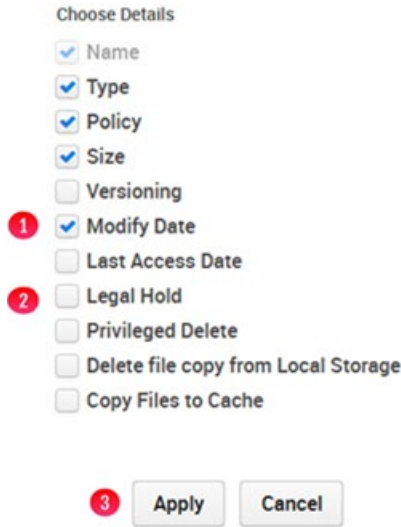 Choose Details
Name
Type
Policy
Size
Versioning
1 Modify Date
Last Access Date
2 Legal Hold
Privileged Delete
Delete file copy from Local Storage
Copy Files to Cache
3 Apply Cancel